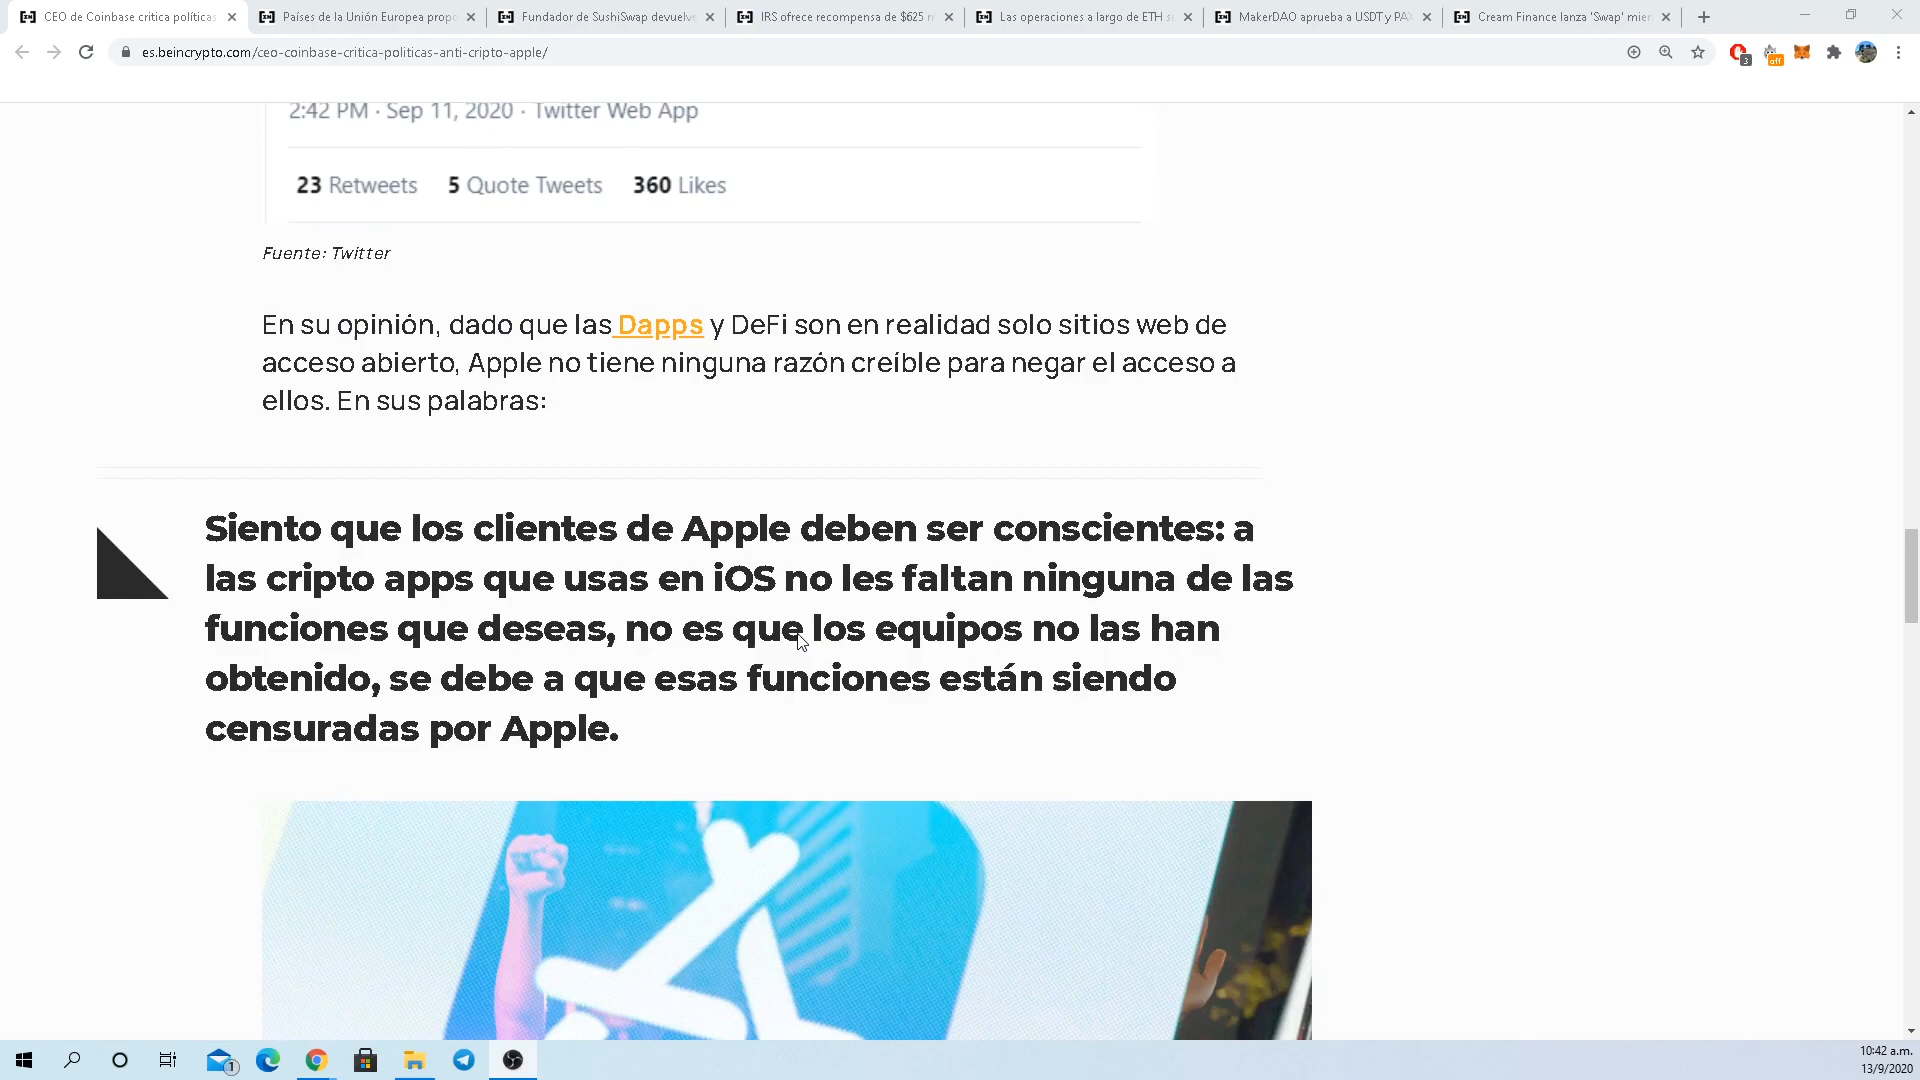 CEO de Coinbase critica políticas
Países de la Unión Europea propo
Fundador de SushiSwap devuelve
IRS ofrece recompensa de $625 m
Las operaciones a largo de ETH s
MakerDAO aprueba a USDT y PAX
Cream Finance lanza 'Swap' mien
es.beincrypto.com/ceo-coinbase-critica-politicas-anti-cripto-apple/
3
off
2:42 PM · Sep 11, 2020 · Twitter Web App
23 Retweets 5 Quote Tweets 360 Likes
Fuente: Twitter
En su opinión, dado que las Dapps y DeFi son en realidad solo sitios web de
acceso abierto, Apple no tiene ninguna razón creíble para negar el acceso a
ellos. En sus palabras:
Siento que los clientes de Apple deben ser conscientes: a
las cripto apps que usas en iOS no les faltan ninguna de las
funciones que deseas, no es que los equipos no las han
obtenido, se debe a que esas funciones están siendo
censuradas por Apple.
1
10:42 a.m.
13/9/2020